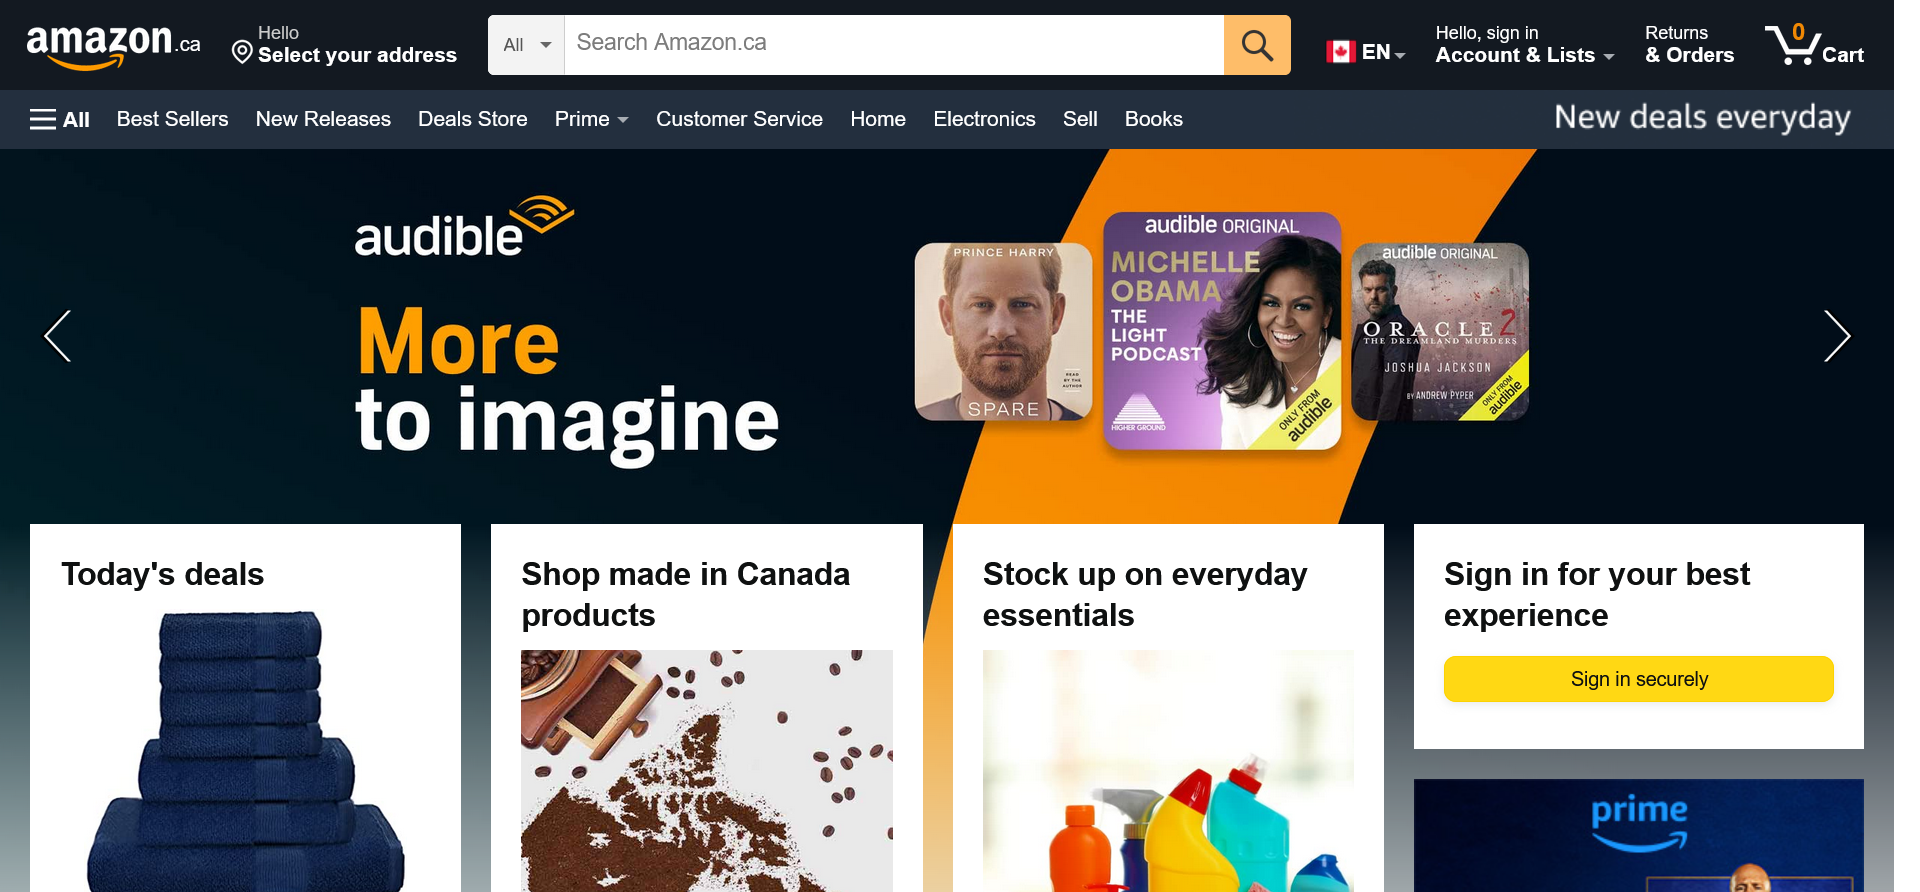 amazon.ca
Hello
Select your address
All
Search Amazon.ca
EN
Hello, sign in
Account & Lists
Returns
& Orders
0
Cart
All
Best Sellers
New Releases
Deals Store
Prime
Customer Service
Home
Electronics
Sell
Books
New deals everyday
audible
More
to imagine
PRINCE HARRY
READ BY THE AUTHOR
SPARE
audible ORIGINAL
MICHELLE
OBAMA
THE
LIGHT
PODCAST
HIGHER GROUND
ONLY FROM
audible
audible ORIGINAL
ORACLE 2
THE DREAMLAND MURDERS
JOSHUA JACKSON
BY ANDREW PYPER
ONLY FROM
audible
Today's deals
Shop made in Canada
products
Stock up on everyday
essentials
Sign in for your best
experience
Sign in securely
prime